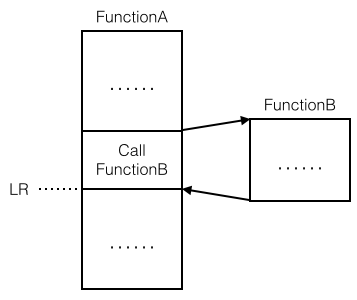 FunctionA
......
FunctionB
Call
FunctionB
......
LR
......